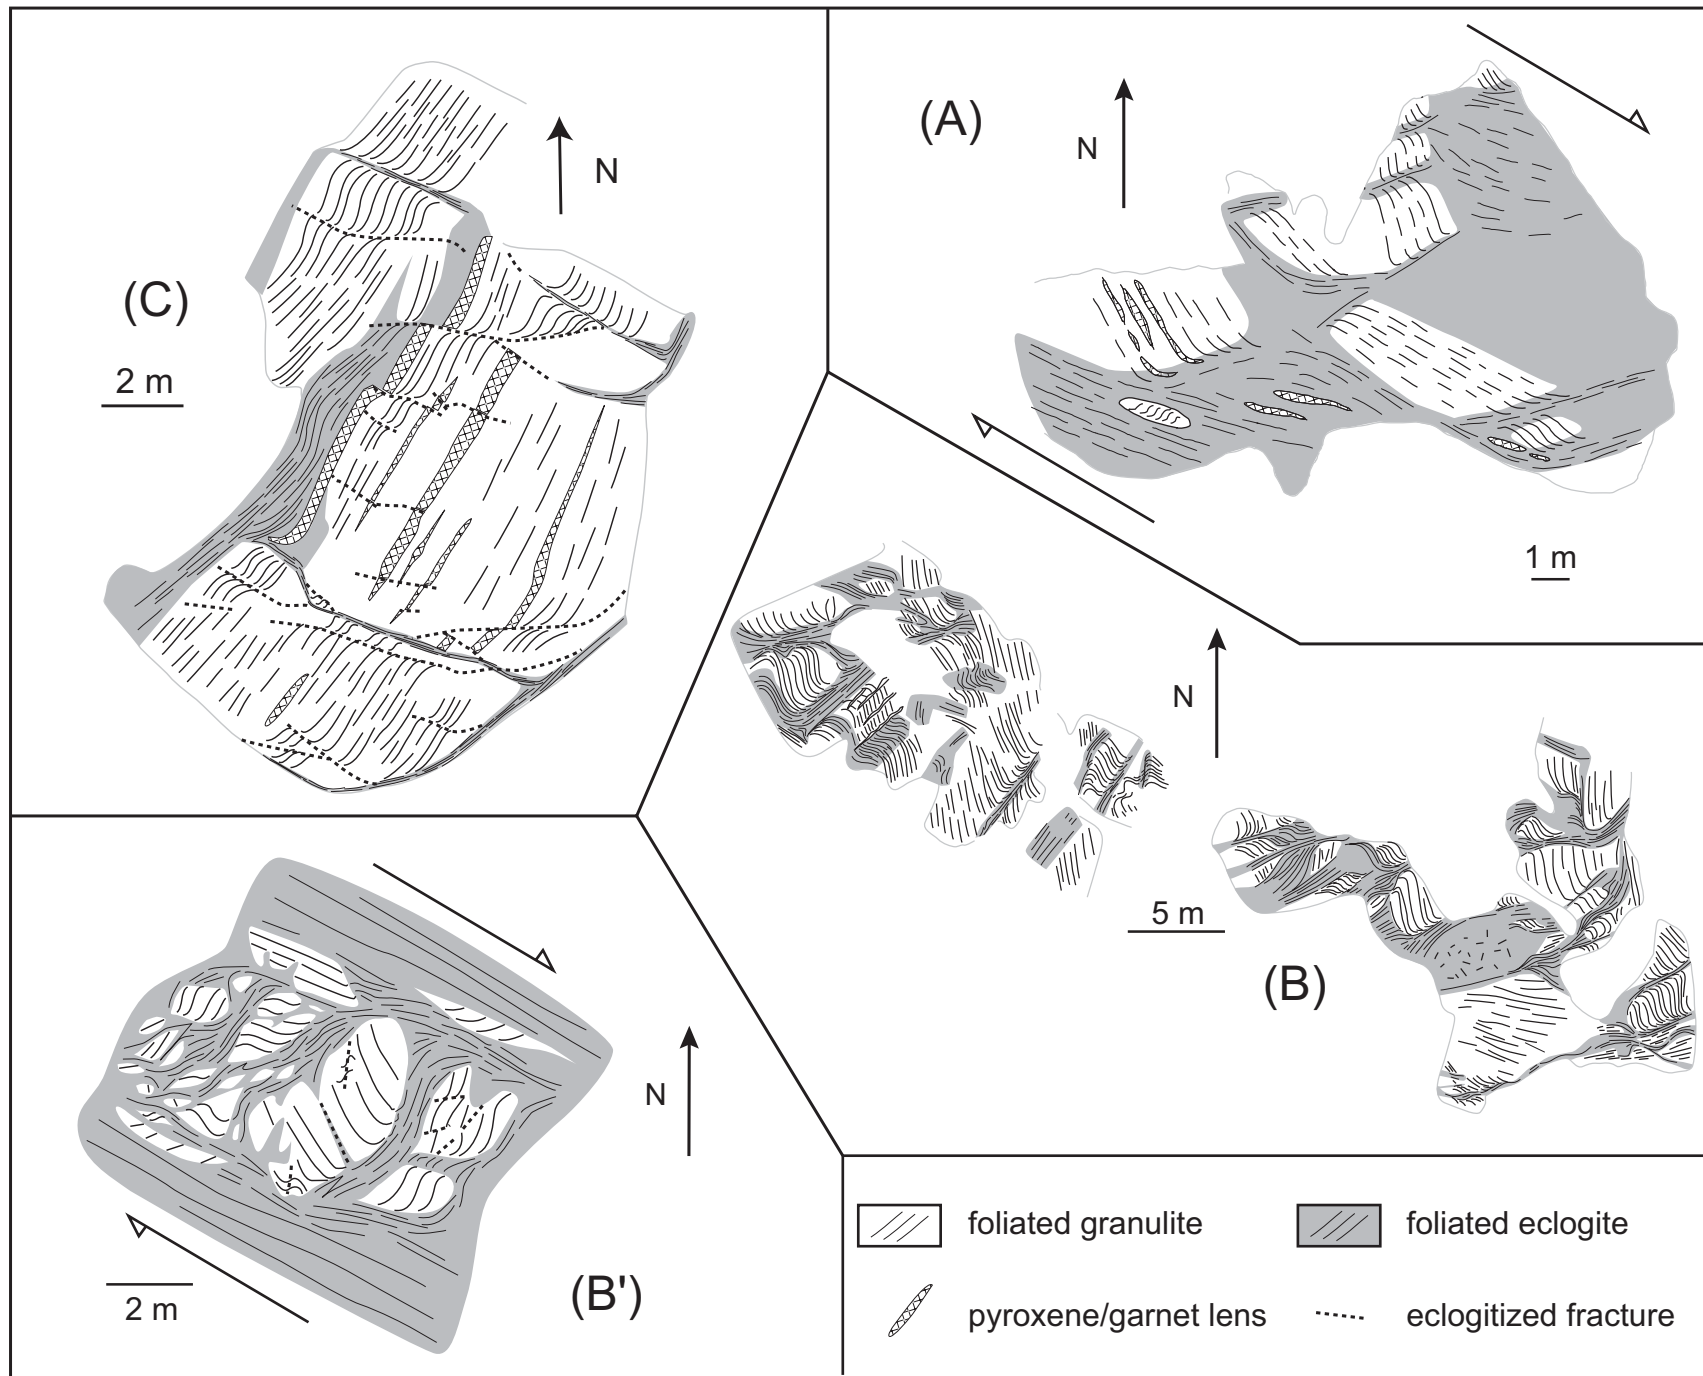 (A)
N
N
(C)
2 m
1 m
N
5 m
(B)
N
2 m
(B')
foliated granulite
foliated eclogite
pyroxene/garnet lens
eclogitized fracture